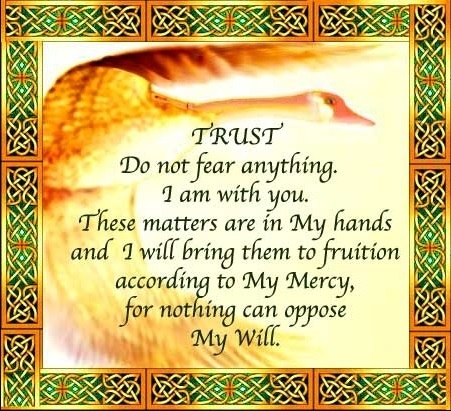 TRUST
Do not fear anything.
I am with you.
These matters are in My hands
and I will bring them to fruition
according to My Mercy,
for nothing can oppose
My Will.